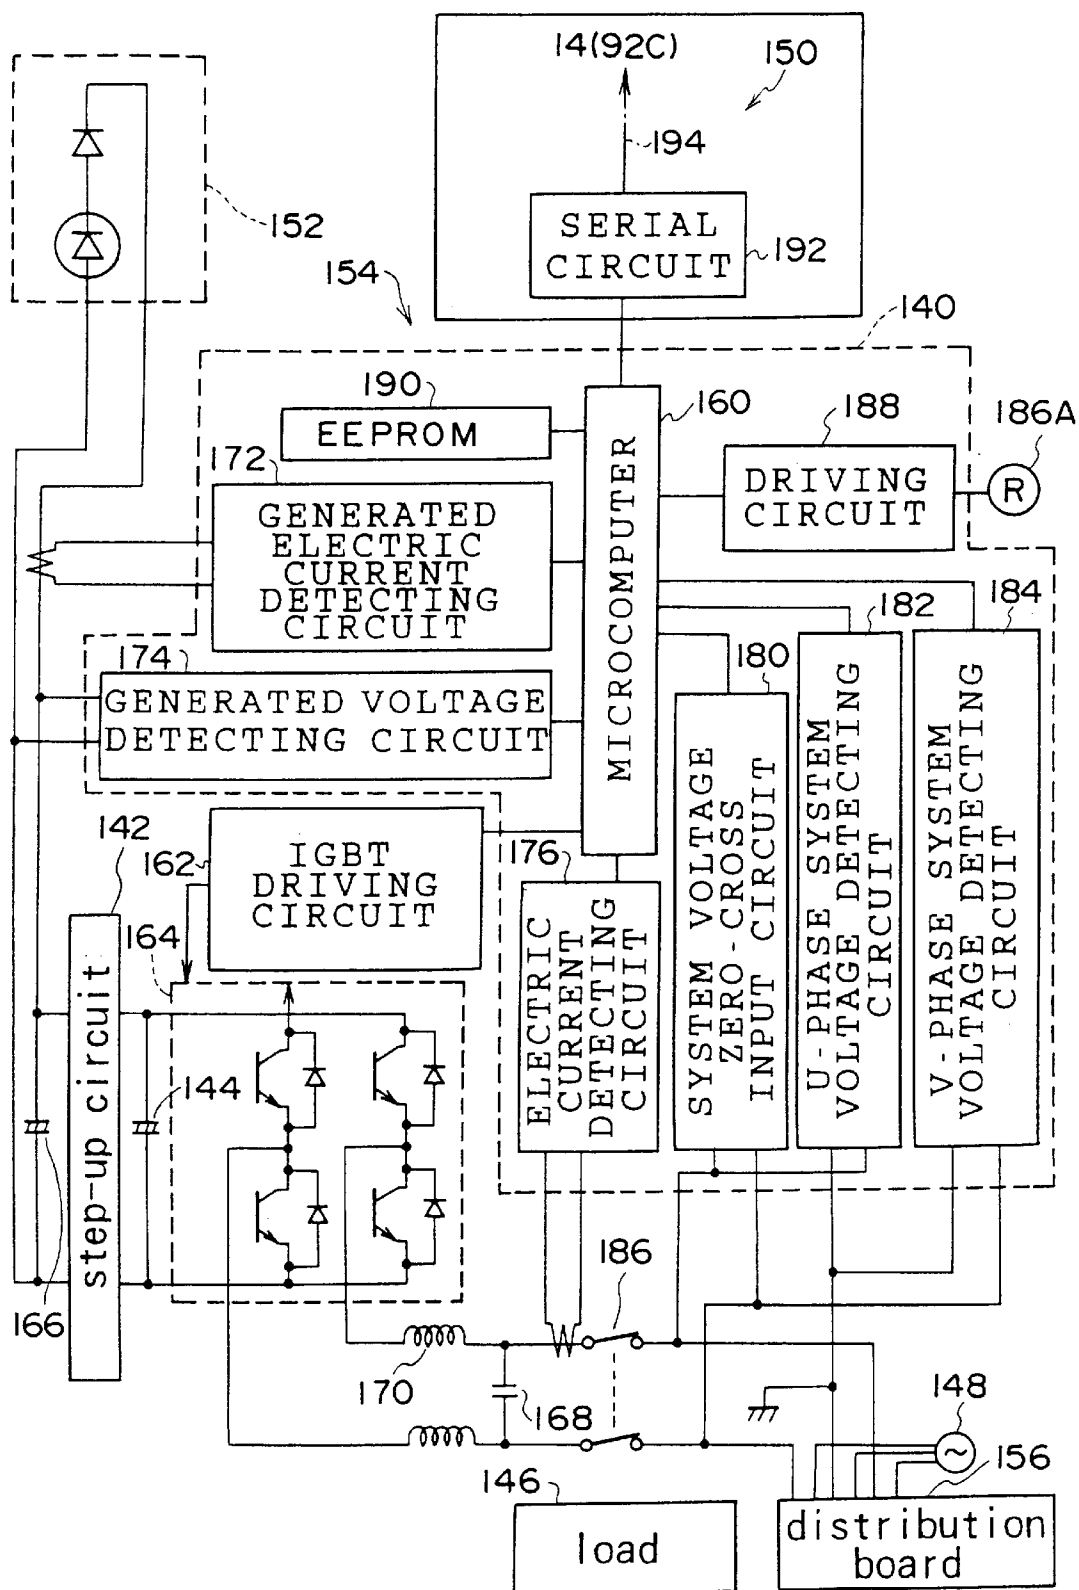 14(92C)
150
194
152
SERIAL
CIRCUIT
192
154
140
190
EEPROM
160
188
186A
172
GENERATED
ELECTRIC
CURRENT
DETECTING
CIRCUIT
MICROCOMPUTER
DRIVING
CIRCUIT
R
174
GENERATED VOLTAGE
DETECTING CIRCUIT
180
182
184
SYSTEM VOLTAGE
ZERO-CROSS
INPUT CIRCUIT
U-PHASE SYSTEM
VOLTAGE DETECTING
CIRCUIT
V-PHASE SYSTEM
VOLTAGE DETECTING
CIRCUIT
142
162
IGBT
DRIVING
CIRCUIT
176
ELECTRIC
CURRENT
DETECTING
CIRCUIT
164
step-up circuit
144
166
186
170
168
148
156
146
load
distribution
board